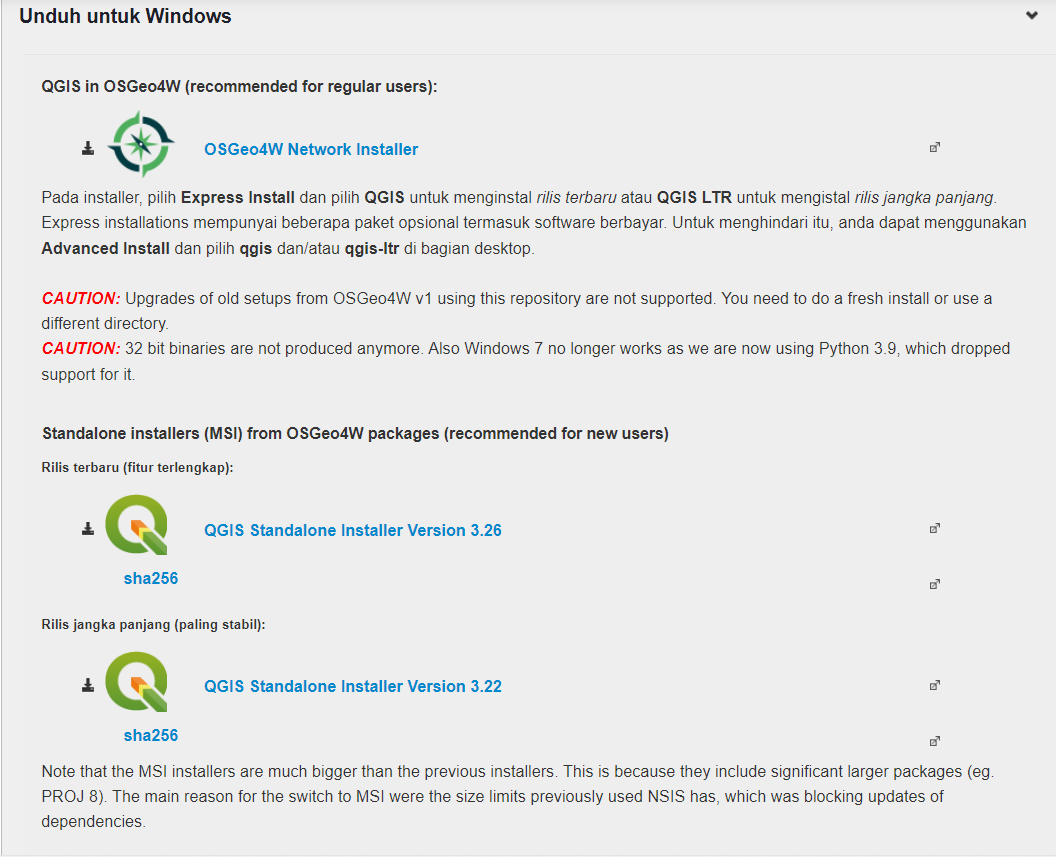 Unduh untuk Windows
QGIS in OSGeo4W (recommended for regular users):
OSGeo4W Network Installer
Pada installer, pilih Express Install dan pilih QGIS untuk menginstal rilis terbaru atau QGIS LTR untuk mengistal rilis jangka panjang.
Express installations mempunyai beberapa paket opsional termasuk software berbayar. Untuk menghindari itu, anda dapat menggunakan
Advanced Install dan pilih qgis dan/atau qgis-ltr di bagian desktop.
CAUTION: Upgrades of old setups from OSGeo4W v1 using this repository are not supported. You need to do a fresh install or use a
different directory.
CAUTION: 32 bit binaries are not produced anymore. Also Windows 7 no longer works as we are now using Python 3.9, which dropped
support for it.
Standalone installers (MSI) from OSGeo4W packages (recommended for new users)
Rilis terbaru (fitur terlengkap):
QGIS Standalone Installer Version 3.26
sha256
Rilis jangka panjang (paling stabil):
QGIS Standalone Installer Version 3.22
sha256
Note that the MSI installers are much bigger than the previous installers. This is because they include significant larger packages (eg.
PROJ 8). The main reason for the switch to MSI were the size limits previously used NSIS has, which was blocking updates of
dependencies.